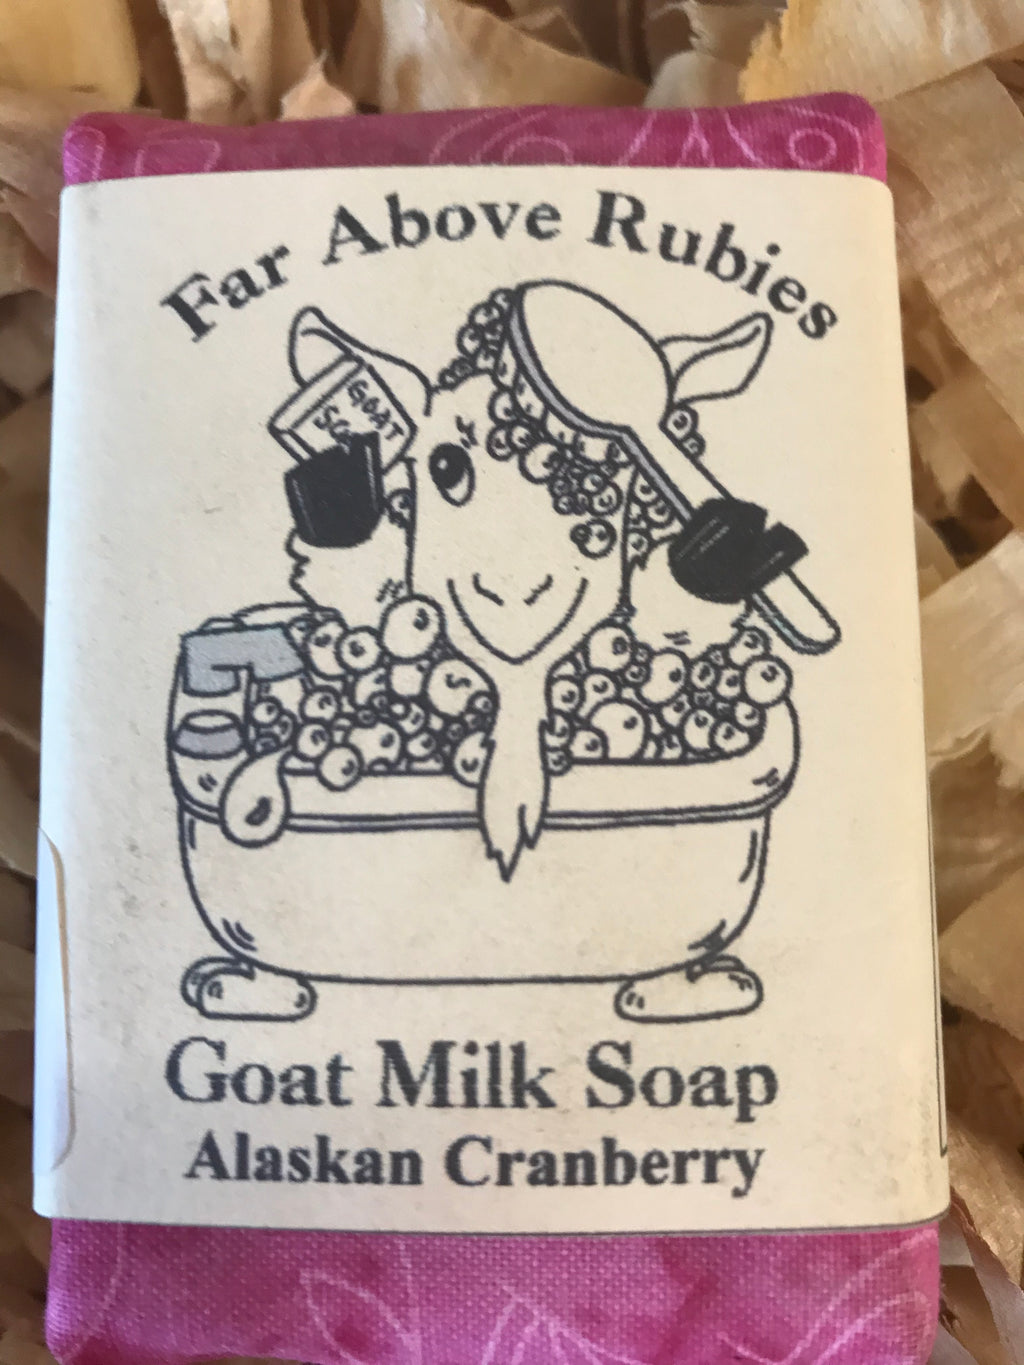 Far Above Rubies
GOAT
Goat Milk Soap
Alaskan Cranberry